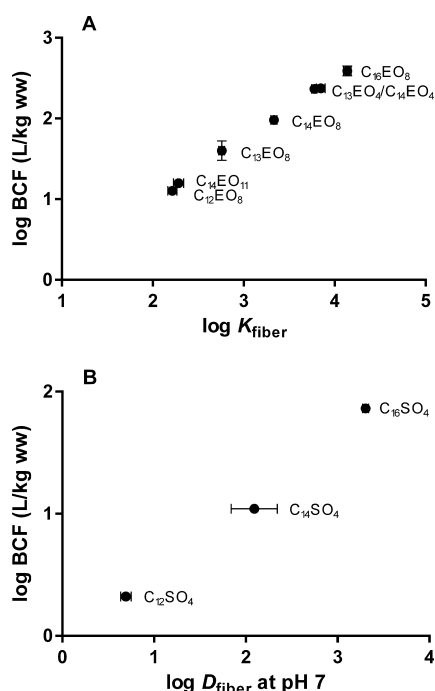 A
log BCF (L/kg ww)
3
2
1
0
C₁₆EO₈
C₁₃EO₄/C₁₄EO₄
C₁₄EO₈
C₁₃EO₈
C₁₄EO₁₁
C₁₂EO₈
1 2 3 4 5
log Kfiber
B
log BCF (L/kg ww)
2
1
0
C₁₆SO₄
C₁₄SO₄
C₁₂SO₄
0 1 2 3 4
log Dfiber at pH 7